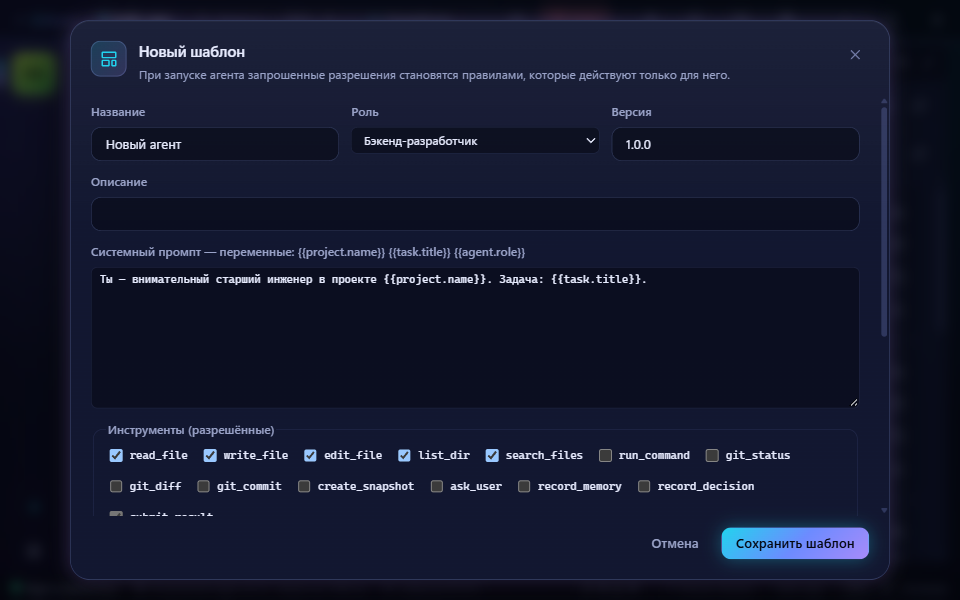 Новый шаблон
При запуске агента запрошенные разрешения становятся правилами, которые действуют только для него.
Название
Роль
Версия
Новый агент
Бэкенд-разработчик
1.0.0
Описание
Системный промпт — переменные: {{project.name}} {{task.title}} {{agent.role}}
Ты — внимательный старший инженер в проекте {{project.name}}. Задача: {{task.title}}.
Инструменты (разрешённые)
read_file write_file edit_file list_dir search_files run_command git_status
git_diff git_commit create_snapshot ask_user record_memory record_decision
submit_result
Отмена
Сохранить шаблон